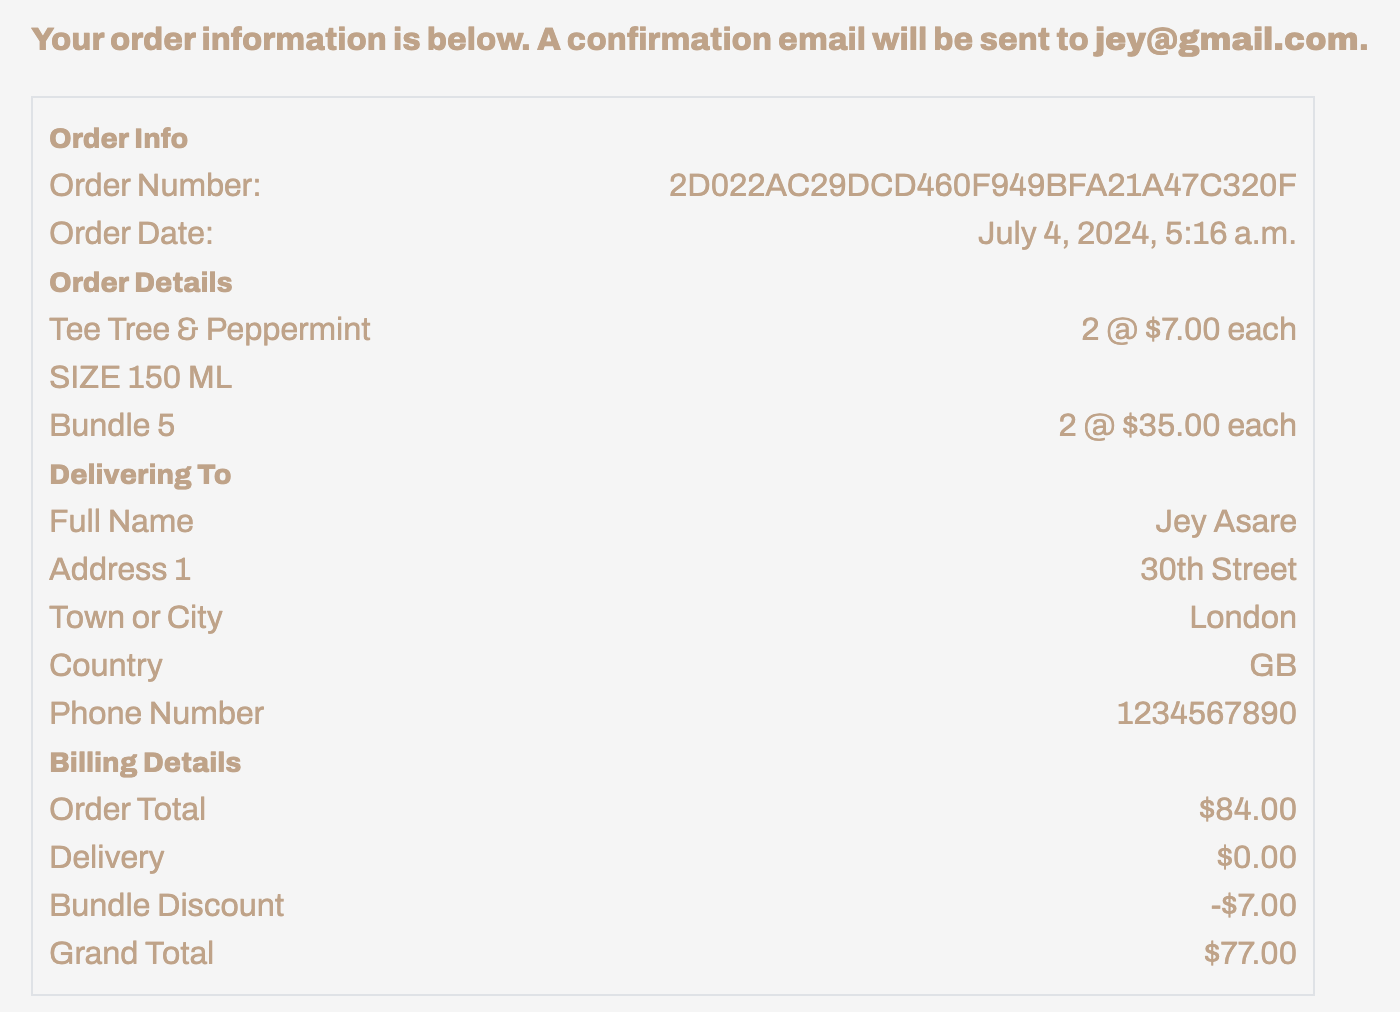 Your order information is below. A confirmation email will be sent to jey@gmail.com.
Order Info
Order Number: 2D022AC29DCD460F949BFA21A47C320F
Order Date: July 4, 2024, 5:16 a.m.
Order Details
Tee Tree & Peppermint 2 @ $7.00 each
SIZE 150 ML
Bundle 5 2 @ $35.00 each
Delivering To
Full Name Jey Asare
Address 1 30th Street
Town or City London
Country GB
Phone Number 1234567890
Billing Details
Order Total $84.00
Delivery $0.00
Bundle Discount -$7.00
Grand Total $77.00